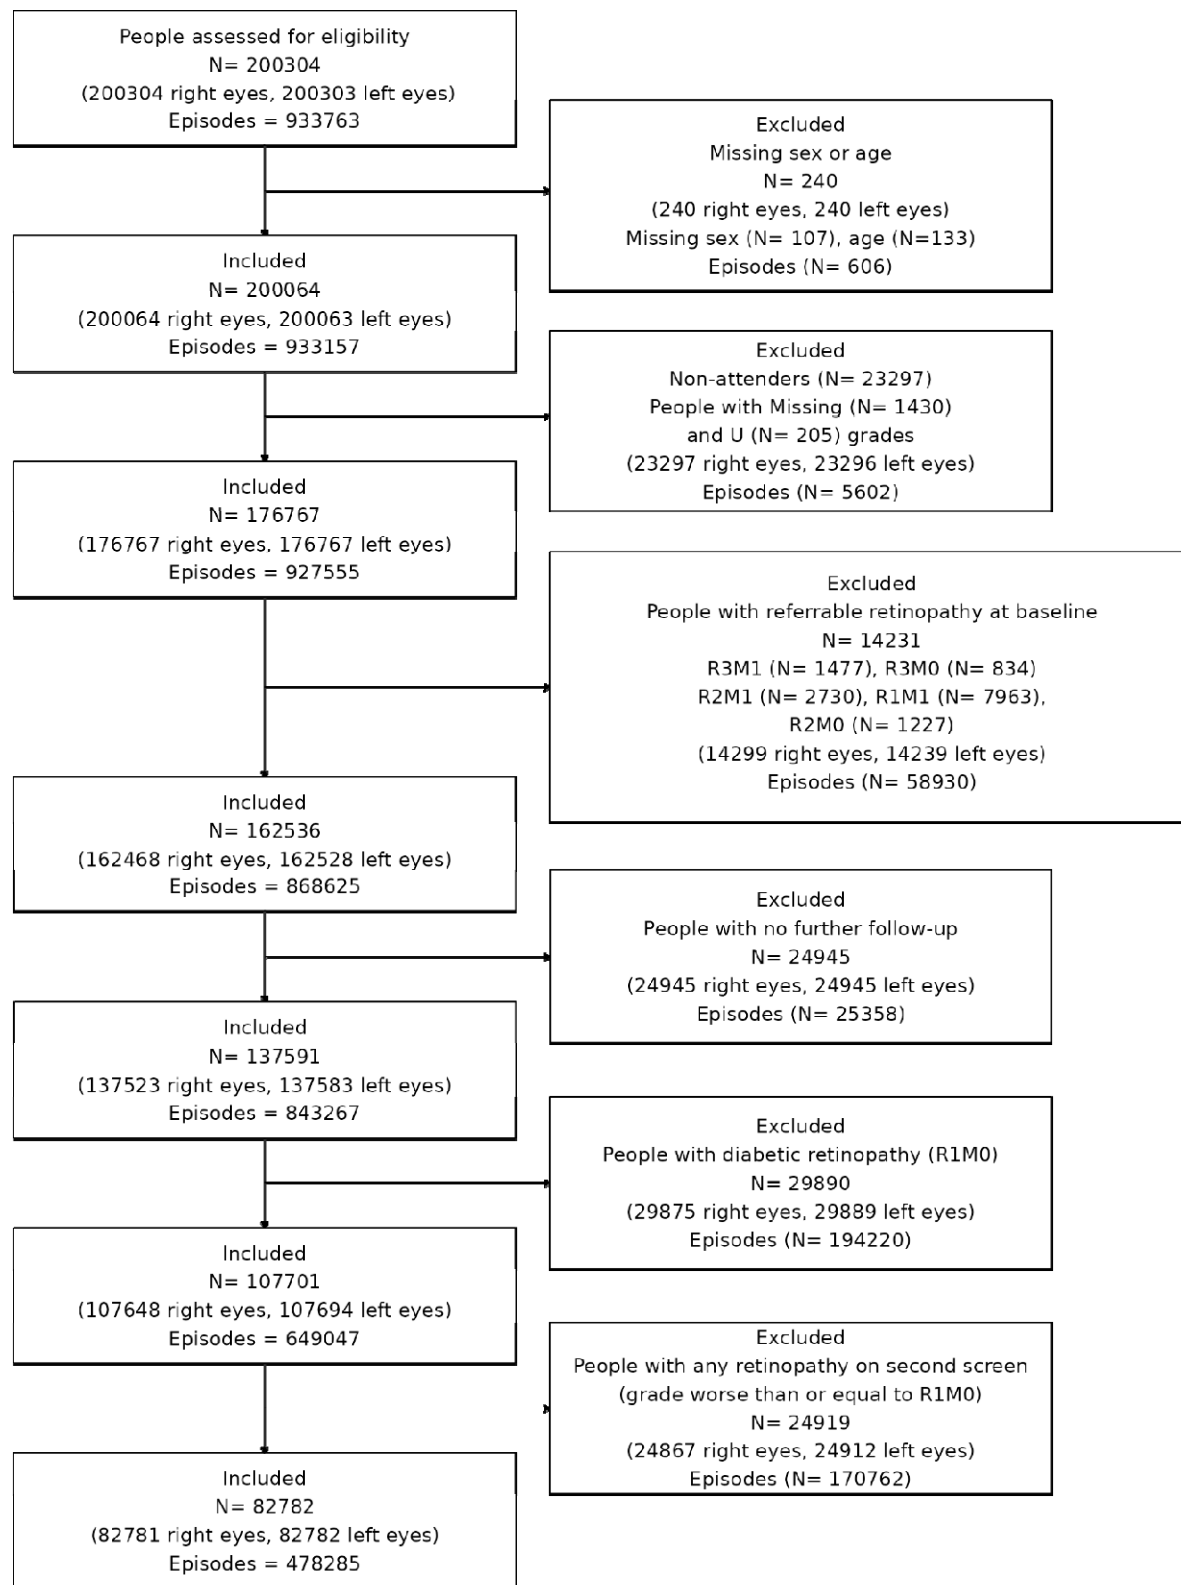 People assessed for eligibility
N= 200304
(200304 right eyes, 200303 left eyes)
Episodes = 933763
Excluded
Missing sex or age
N= 240
(240 right eyes, 240 left eyes)
Missing sex (N= 107), age (N=133)
Episodes (N= 606)
Included
N= 200064
(200064 right eyes, 200063 left eyes)
Episodes = 933157
Excluded
Non-attenders (N= 23297)
People with Missing (N= 1430)
and U (N= 205) grades
(23297 right eyes, 23296 left eyes)
Episodes (N= 5602)
Included
N= 176767
(176767 right eyes, 176767 left eyes)
Episodes = 927555
Excluded
People with referrable retinopathy at baseline
N= 14231
R3M1 (N= 1477), R3M0 (N= 834)
R2M1 (N= 2730), R1M1 (N= 7963),
R2M0 (N= 1227)
(14299 right eyes, 14239 left eyes)
Episodes (N= 58930)
Included
N= 162536
(162468 right eyes, 162528 left eyes)
Episodes = 868625
Excluded
People with no further follow-up
N= 24945
(24945 right eyes, 24945 left eyes)
Episodes (N= 25358)
Included
N= 137591
(137523 right eyes, 137583 left eyes)
Episodes = 843267
Excluded
People with diabetic retinopathy (R1M0)
N= 29890
(29875 right eyes, 29889 left eyes)
Episodes (N= 194220)
Included
N= 107701
(107648 right eyes, 107694 left eyes)
Episodes = 649047
Excluded
People with any retinopathy on second screen
(grade worse than or equal to R1M0)
N= 24919
(24867 right eyes, 24912 left eyes)
Episodes (N= 170762)
Included
N= 82782
(82781 right eyes, 82782 left eyes)
Episodes = 478285